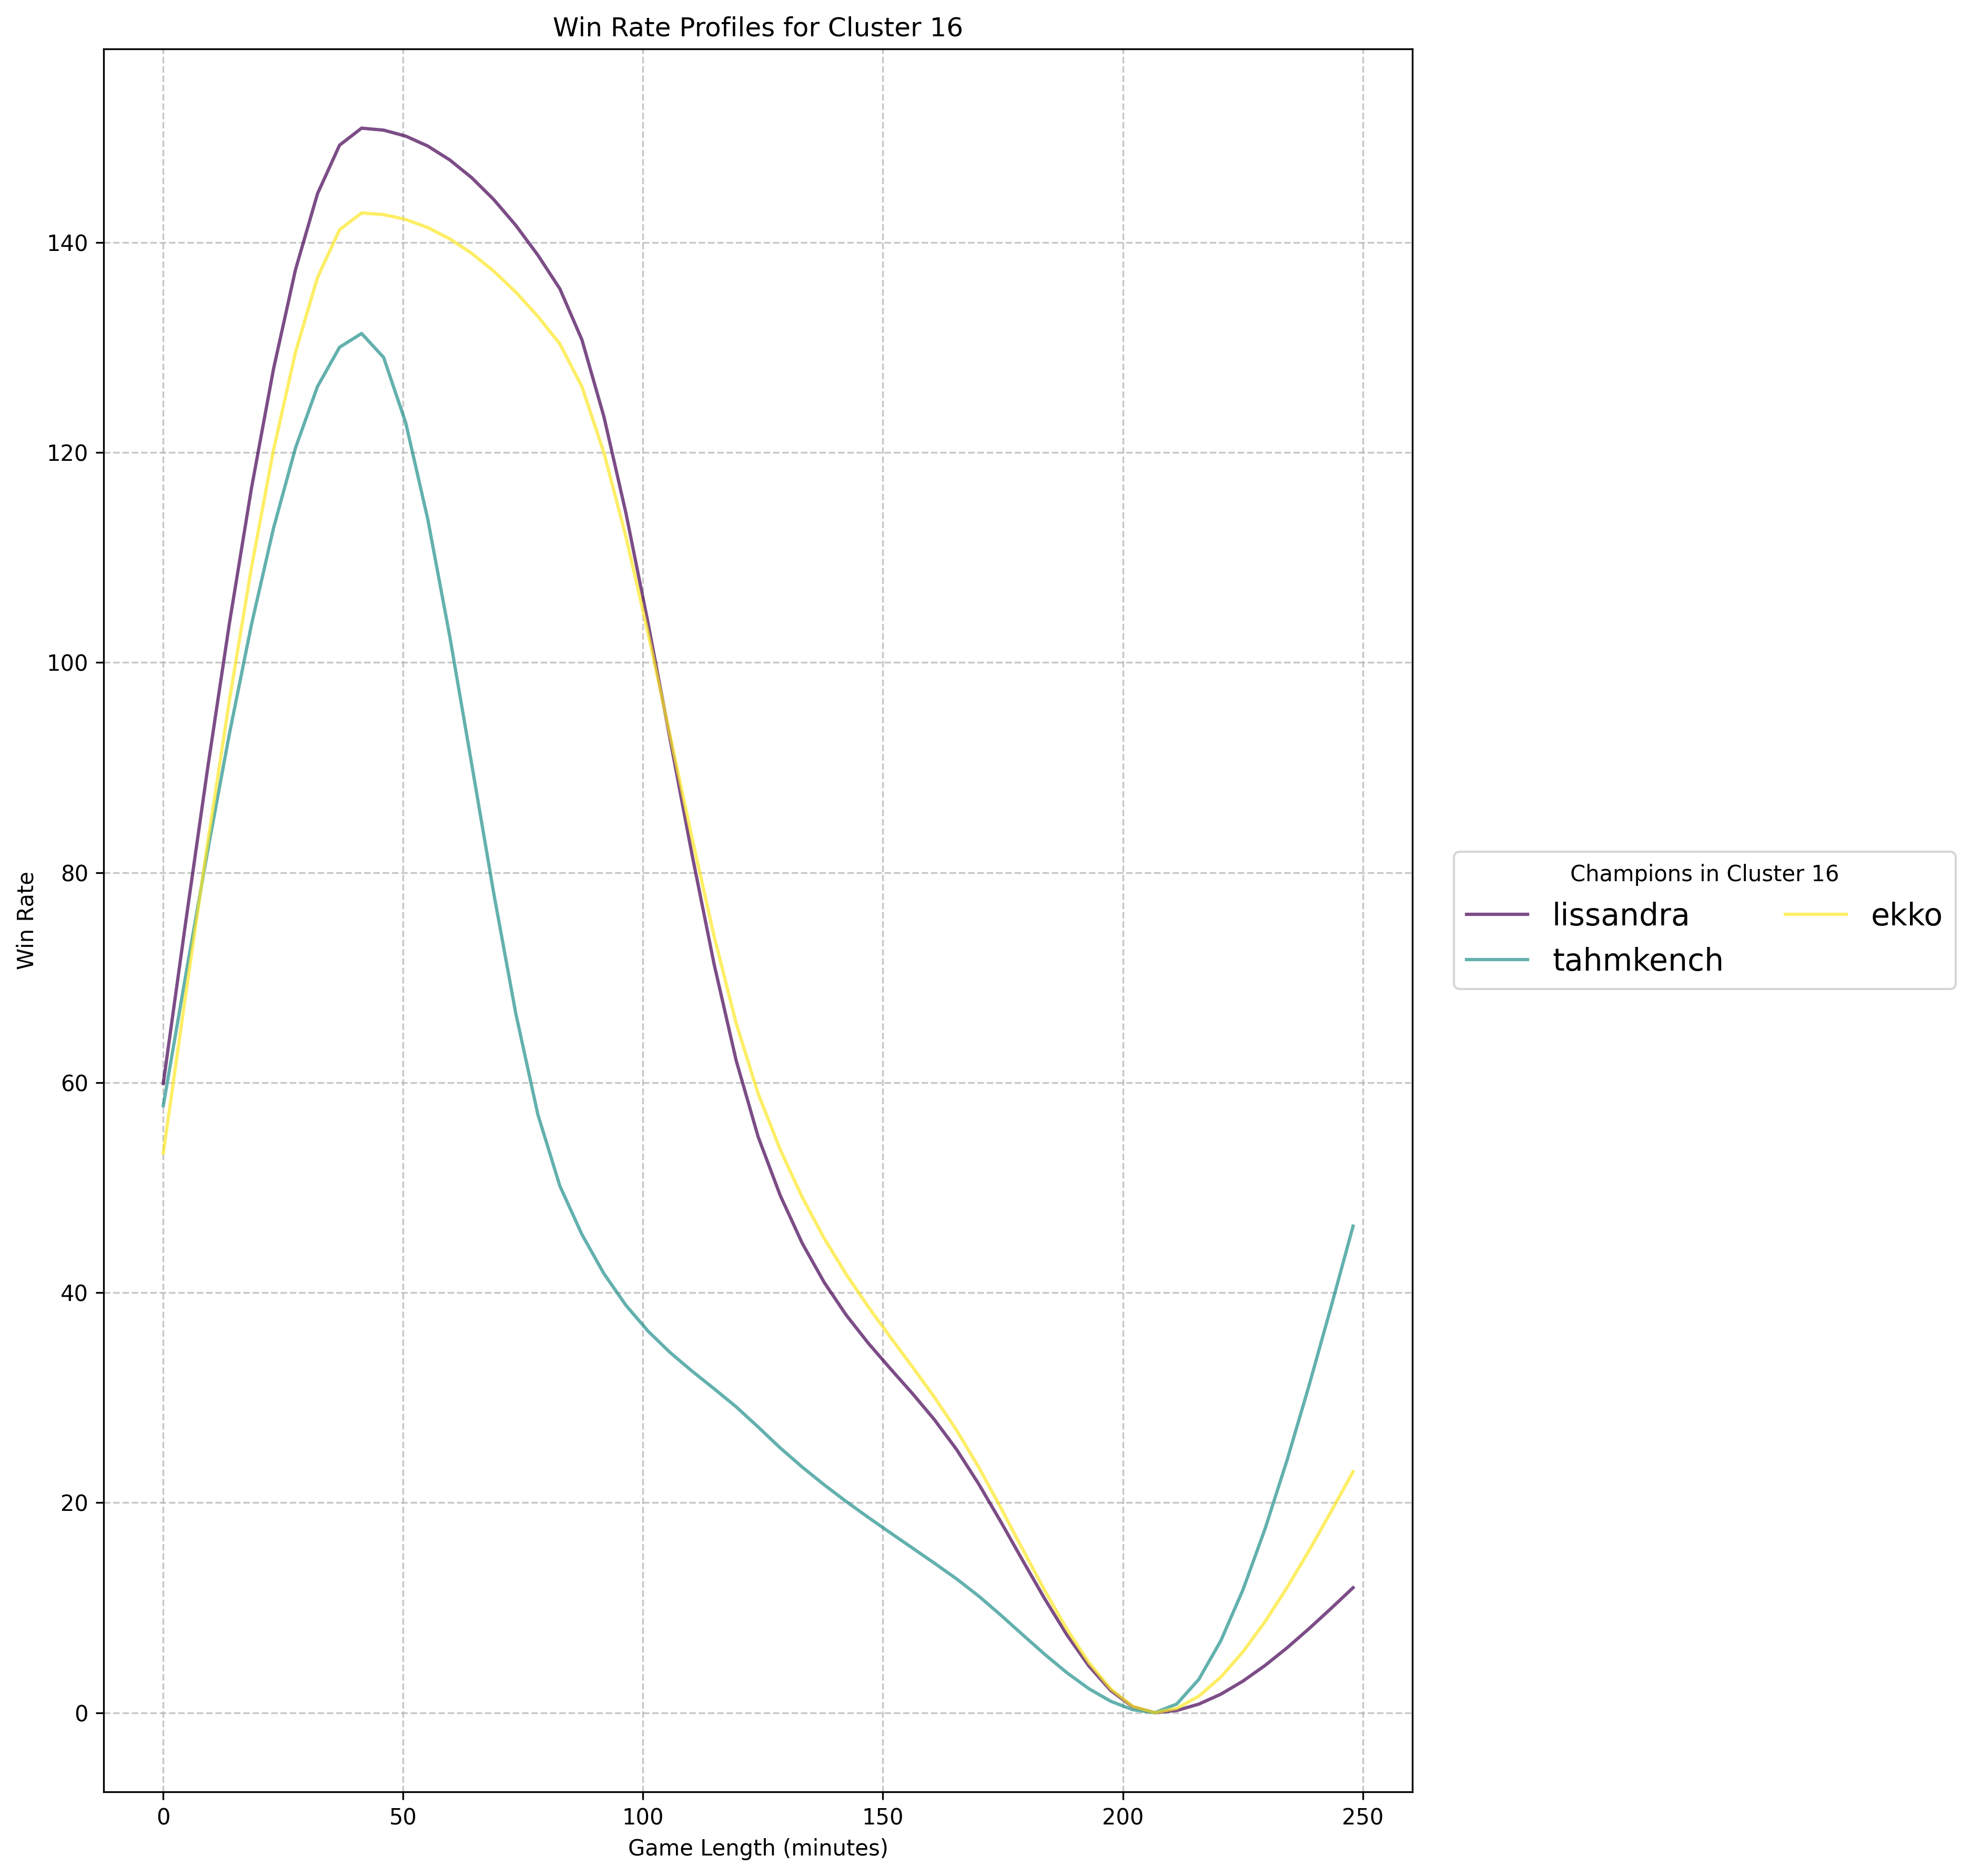 Win Rate Profiles for Cluster 16
140
120
100
80
60
40
20
0
Win Rate
0 50 100 150 200 250
Game Length (minutes)
Champions in Cluster 16
lissandra ekko
tahmkench